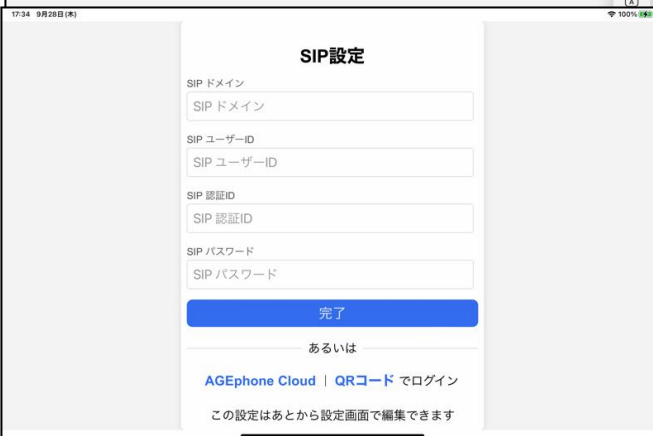 17:34 9月28日(木)
100%
SIP設定
SIP ドメイン
SIP ドメイン
SIP ユーザーID
SIP ユーザーID
SIP 認証ID
SIP 認証ID
SIP パスワード
SIP パスワード
完了
あるいは
AGEphone Cloud | QRコード でログイン
この設定はあとから設定画面で編集できます